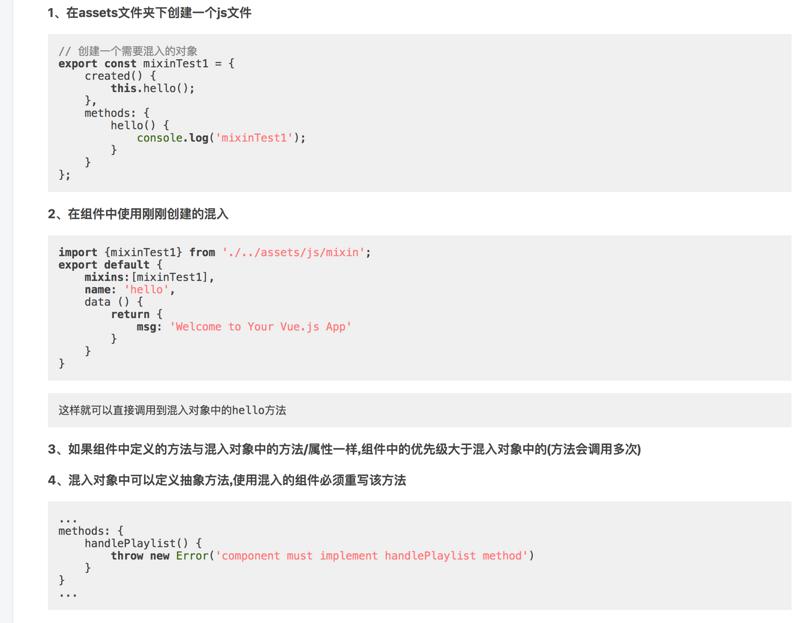 1、在assets文件夹下创建一个js文件
// 创建一个需要混入的对象
export const mixinTest1 = {
    created() {
        this.hello();
    },
    methods: {
        hello() {
            console.log('mixinTest1');
        }
    }
};
2、在组件中使用刚刚创建的混入
import {mixinTest1} from './../assets/js/mixin';
export default {
    mixins:[mixinTest1],
    name: 'hello',
    data () {
        return {
            msg: 'Welcome to Your Vue.js App'
        }
    }
}
这样就可以直接调用到混入对象中的hello方法
3、如果组件中定义的方法与混入对象中的方法/属性一样,组件中的优先级大于混入对象中的(方法会调用多次)
4、混入对象中可以定义抽象方法,使用混入的组件必须重写该方法
...
methods: {
    handlePlaylist() {
        throw new Error('component must implement handlePlaylist method')
    }
}
...